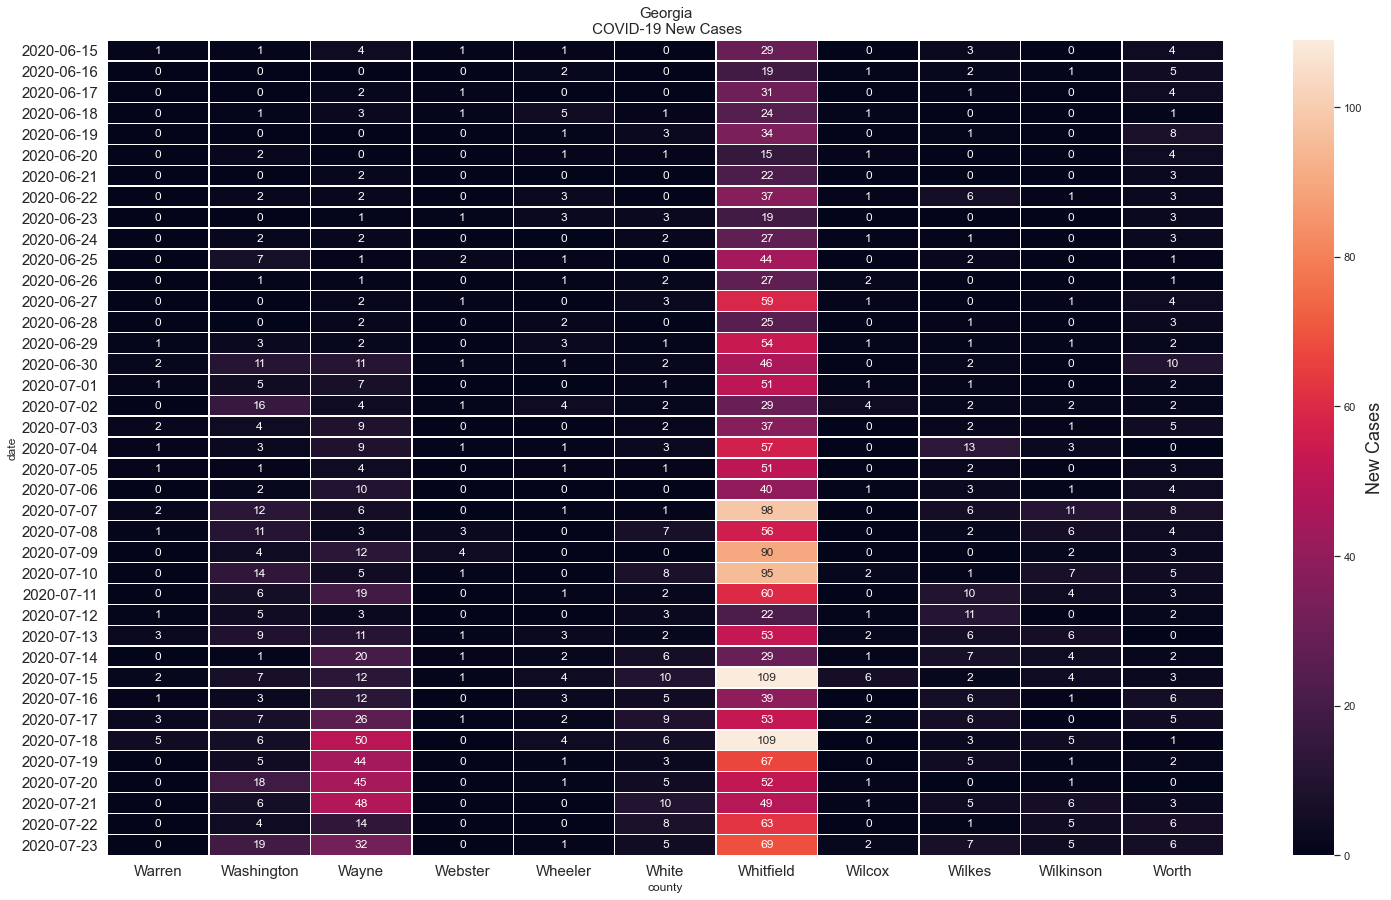 Georgia
COVID-19 New Cases
2020-06-15 1 1 4 1 1 0 29 0 3 0 4
2020-06-16 0 0 0 0 2 0 19 1 2 1 5
2020-06-17 0 0 2 1 0 0 31 0 1 0 4
2020-06-18 0 1 3 1 5 1 24 1 0 0 1
2020-06-19 0 0 0 0 1 3 34 0 1 0 8
2020-06-20 0 2 0 0 1 1 15 1 0 0 4
2020-06-21 0 0 2 0 0 0 22 0 0 0 3
2020-06-22 0 2 2 0 3 0 37 1 6 1 3
2020-06-23 0 0 1 1 3 3 19 0 0 0 3
2020-06-24 0 2 2 0 0 2 27 1 1 0 3
2020-06-25 0 7 1 2 1 0 44 0 2 0 1
2020-06-26 0 1 1 0 1 2 27 2 0 0 1
2020-06-27 0 0 2 1 0 3 59 1 0 1 4
2020-06-28 0 0 2 0 2 0 25 0 1 0 3
2020-06-29 1 3 2 0 3 1 54 1 1 1 2
2020-06-30 2 11 11 1 1 2 46 0 2 0 10
2020-07-01 1 5 7 0 0 1 51 1 1 0 2
2020-07-02 0 16 4 1 4 2 29 4 2 2 2
2020-07-03 2 4 9 0 0 2 37 0 2 1 5
2020-07-04 1 3 9 1 1 3 57 0 13 3 0
2020-07-05 1 1 4 0 1 1 51 0 2 0 3
2020-07-06 0 2 10 0 0 0 40 1 3 1 4
2020-07-07 2 12 6 0 1 1 98 0 6 11 8
2020-07-08 1 11 3 3 0 7 56 0 2 6 4
2020-07-09 0 4 12 4 0 0 90 0 0 2 3
2020-07-10 0 14 5 1 0 8 95 2 1 7 5
2020-07-11 0 6 19 0 1 2 60 0 10 4 3
2020-07-12 1 5 3 0 0 3 22 1 11 0 2
2020-07-13 3 9 11 1 3 2 53 2 6 6 0
2020-07-14 0 1 20 1 2 6 29 1 7 4 2
2020-07-15 2 7 12 1 4 10 109 6 2 4 3
2020-07-16 1 3 12 0 3 5 39 0 6 1 6
2020-07-17 3 7 26 1 2 9 53 2 6 0 5
2020-07-18 5 6 50 0 4 6 109 0 3 5 1
2020-07-19 0 5 44 0 1 3 67 0 5 1 2
2020-07-20 0 18 45 0 1 5 52 1 0 1 0
2020-07-21 0 6 48 0 0 10 49 1 5 6 3
2020-07-22 0 4 14 0 0 8 63 0 1 5 6
2020-07-23 0 19 32 0 1 5 69 2 7 5 6
Warren Washington Wayne Webster Wheeler White Whitfield Wilcox Wilkes Wilkinson Worth
county
date
100
80
60
40
20
0
New Cases